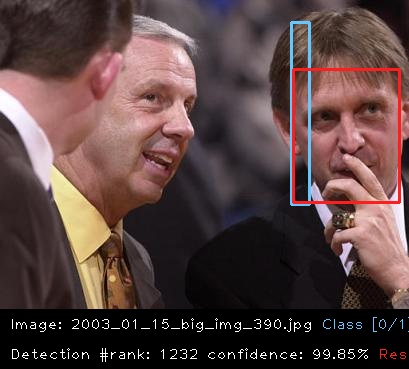 Image: 2003_01_15_big_img_390.jpg Class [0/1]
Detection #rank: 1232 confidence: 99.85% Res